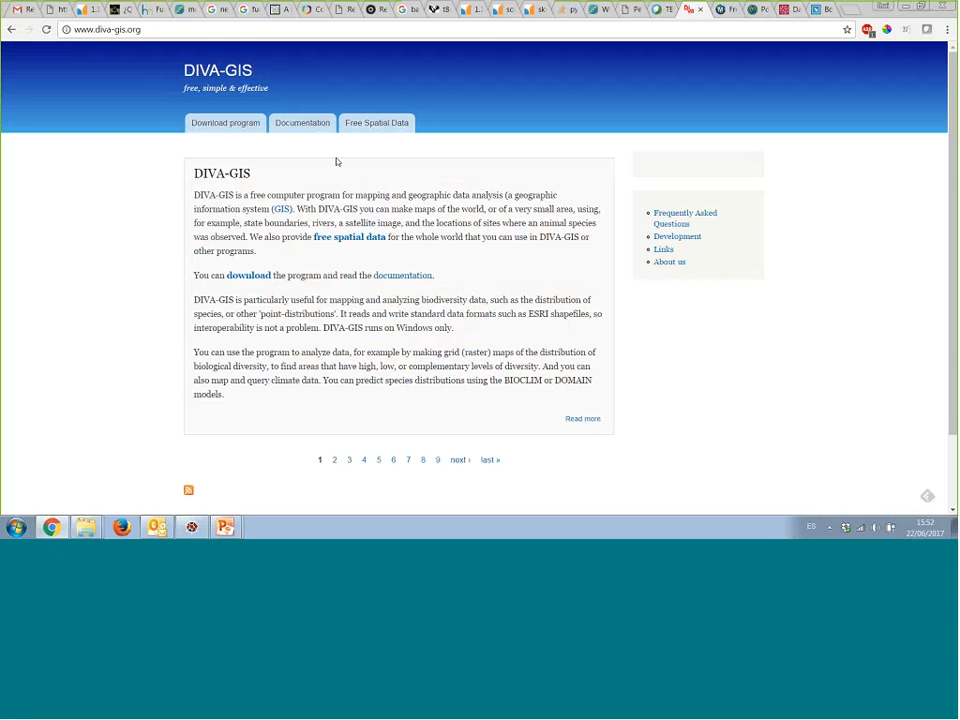 www.diva-gis.org
DIVA-GIS
free, simple & effective
Download program
Documentation
Free Spatial Data
DIVA-GIS
DIVA-GIS is a free computer program for mapping and geographic data analysis (a geographic
information system (GIS). With DIVA-GIS you can make maps of the world, or of a very small area, using,
for example, state boundaries, rivers, a satellite image, and the locations of sites where an animal species
was observed. We also provide free spatial data for the whole world that you can use in DIVA-GIS or
other programs.
You can download the program and read the documentation.
DIVA-GIS is particularly useful for mapping and analyzing biodiversity data, such as the distribution of
species, or other 'point-distributions'. It reads and write standard data formats such as ESRI shapefiles, so
interoperability is not a problem. DIVA-GIS runs on Windows only.
You can use the program to analyze data, for example by making grid (raster) maps of the distribution of
biological diversity, to find areas that have high, low, or complementary levels of diversity. And you can
also map and query climate data. You can predict species distributions using the BIOCLIM or DOMAIN
models.
Read more
1 2 3 4 5 6 7 8 9 next › last »
Frequently Asked
Questions
Development
Links
About us
ES
15:52
22/06/2017